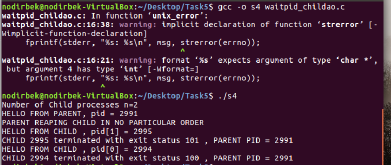 nodirbek@nodirbek-VirtualBox:~/Desktop/Task5$ gcc -o s4 waitpid_childao.c
waitpid_childao.c: In function ‘unix_error’:
waitpid_childao.c:16:38: warning: implicit declaration of function ‘strerror’ [-
Wimplicit-function-declaration]
fprintf(stderr, "%s: %s\n", msg, strerror(errno));
^
waitpid_childao.c:16:21: warning: format ‘%s’ expects argument of type ‘char *’,
but argument 4 has type ‘int’ [-Wformat=]
fprintf(stderr, "%s: %s\n", msg, strerror(errno));
^
nodirbek@nodirbek-VirtualBox:~/Desktop/Task5$ ./s4
Number of Child processes n=2
HELLO FROM PARENT, pid = 2991
PARENT REAPING CHILD IN NO PARTICULAR ORDER
HELLO FROM CHILD , pid[1] = 2995
CHILD 2995 terminated with exit status 101 , PARENT PID = 2991
HELLO FROM CHILD , pid[0] = 2994
CHILD 2994 terminated with exit status 100 , PARENT PID = 2991